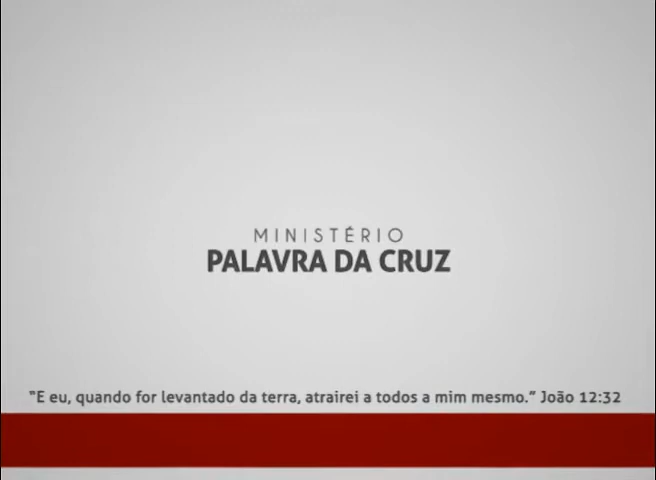 MINISTÉRIO
PALAVRA DA CRUZ
"E eu, quando for levantado da terra, atrairei a todos a mim mesmo." João 12:32